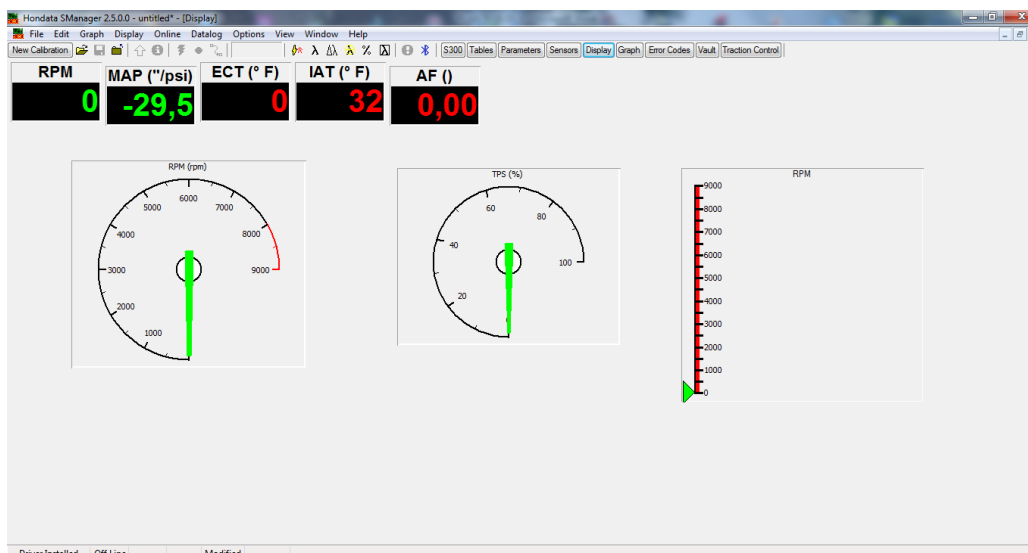 Hondata SManager 2.5.0.0 - untitled* - [Display]
File Edit Graph Display Online Datalog Options View Window Help
New Calibration S300 Tables Parameters Sensors Display Graph Error Codes Vault Traction Control
RPM MAP ("/psi) ECT (° F) IAT (° F) AF ()
0 -29,5 0 32 0,00
RPM (rpm)
1000
2000
3000
4000
5000
6000
7000
8000
9000
TPS (%)
20
40
60
80
100
RPM
9000
8000
7000
6000
5000
4000
3000
2000
1000
0
Driver Installed Off Line Modified